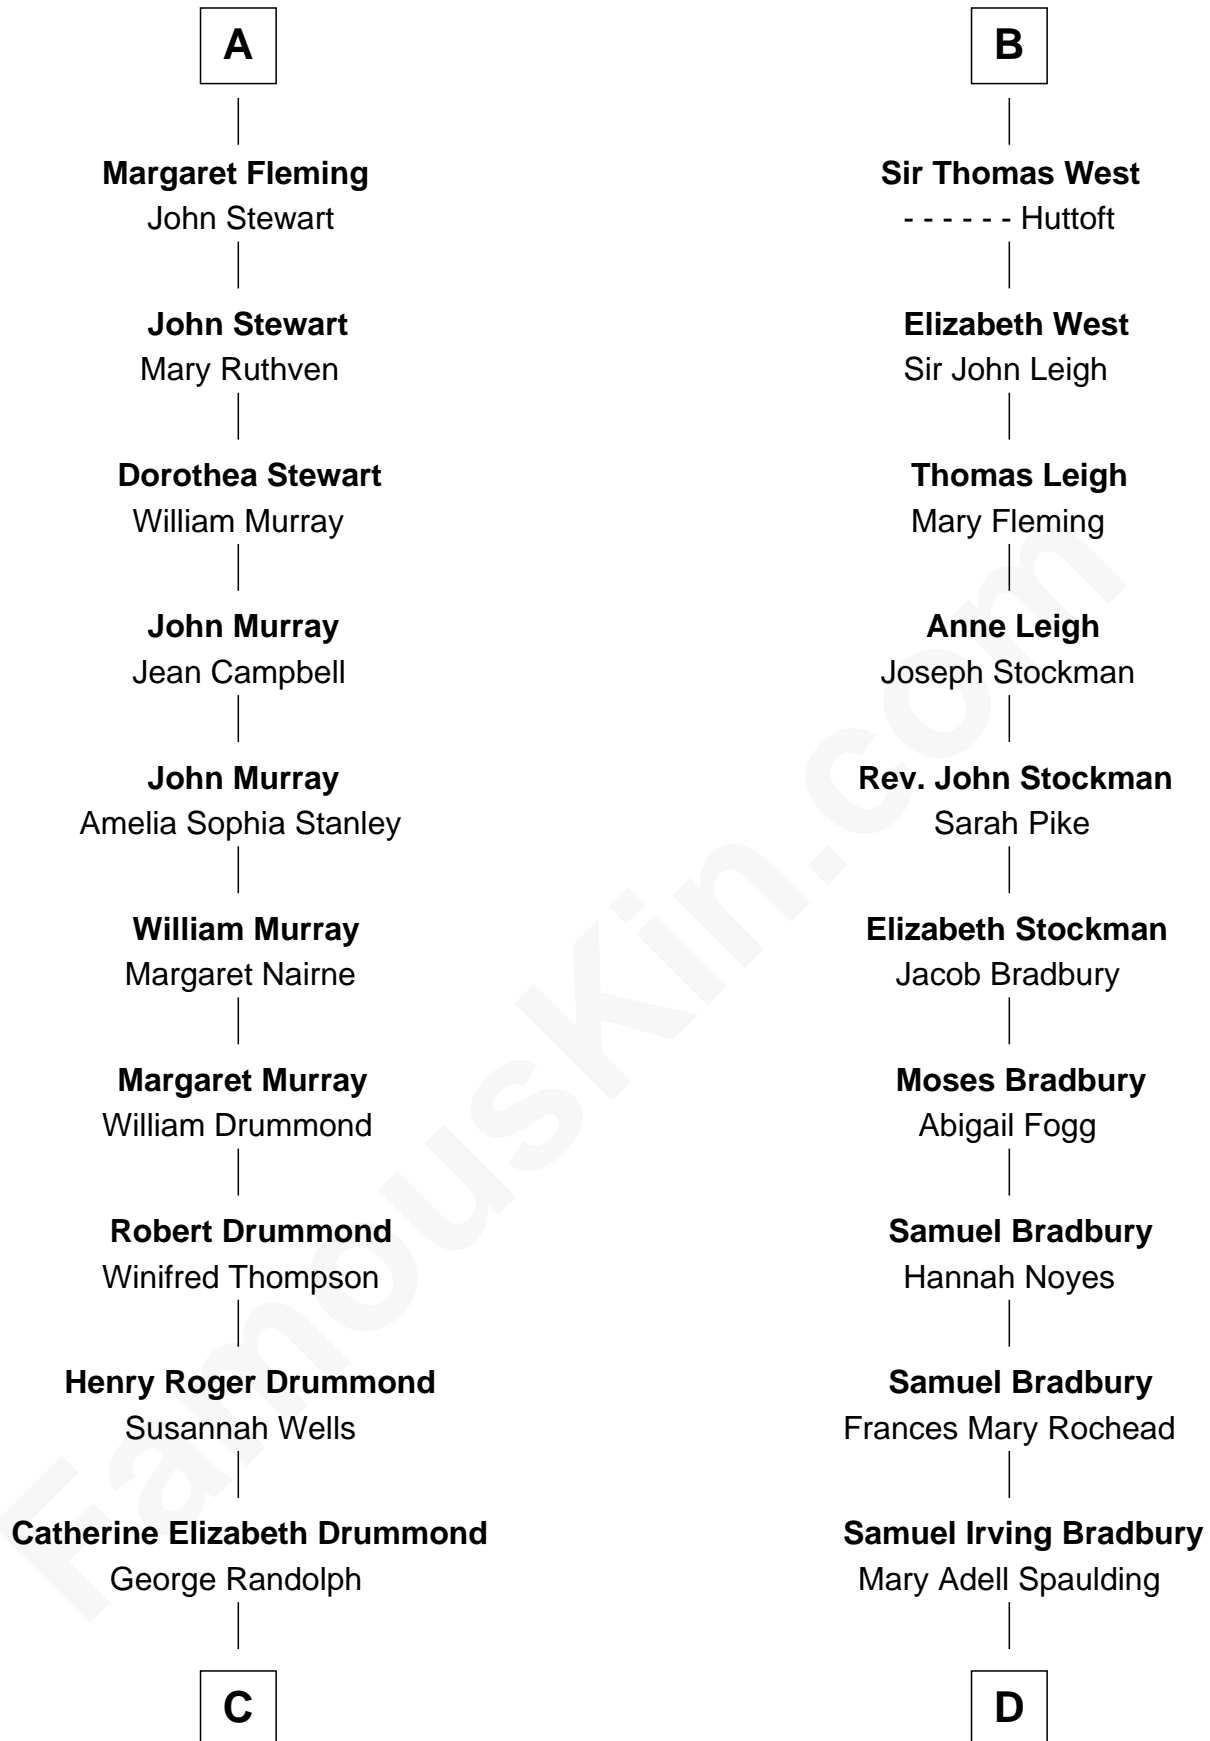 A
Margaret Fleming
John Stewart
John Stewart
Mary Ruthven
Dorothea Stewart
William Murray
John Murray
Jean Campbell
John Murray
Amelia Sophia Stanley
William Murray
Margaret Nairne
Margaret Murray
William Drummond
Robert Drummond
Winifred Thompson
Henry Roger Drummond
Susannah Wells
Catherine Elizabeth Drummond
George Randolph
C
B
Sir Thomas West
- - - - - - Huttoft
Elizabeth West
Sir John Leigh
Thomas Leigh
Mary Fleming
Anne Leigh
Joseph Stockman
Rev. John Stockman
Sarah Pike
Elizabeth Stockman
Jacob Bradbury
Moses Bradbury
Abigail Fogg
Samuel Bradbury
Hannah Noyes
Samuel Bradbury
Frances Mary Rochead
Samuel Irving Bradbury
Mary Adell Spaulding
D
FamousKin.com